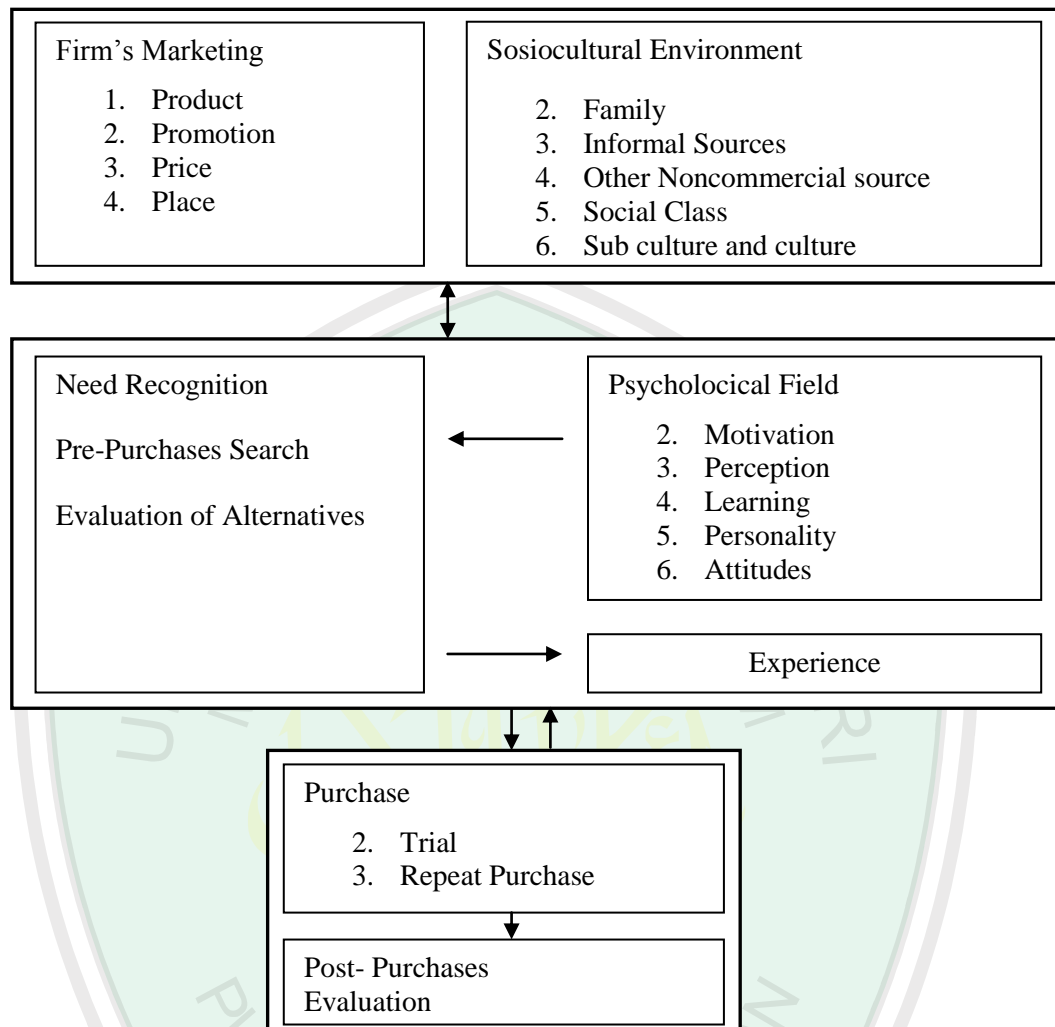 Firm's Marketing
1. Product
2. Promotion
3. Price
4. Place
Sosiocultural Environment
2. Family
3. Informal Sources
4. Other Noncommercial source
5. Social Class
6. Sub culture and culture
Need Recognition
Pre-Purchases Search
Evaluation of Alternatives
Psycholocical Field
2. Motivation
3. Perception
4. Learning
5. Personality
6. Attitudes
Experience
Purchase
2. Trial
3. Repeat Purchase
Post- Purchases
Evaluation